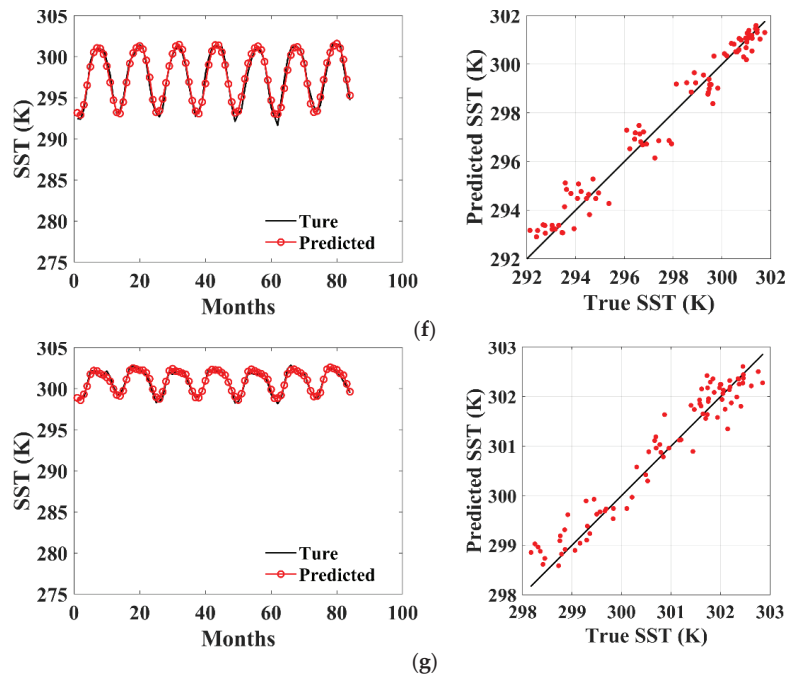 305
300
295
290
285
280
275
SST (K)
0 20 40 60 80 100
Months
Ture
Predicted
302
300
298
296
294
292
Predicted SST (K)
292 294 296 298 300 302
True SST (K)
(f)
305
300
295
290
285
280
275
SST (K)
0 20 40 60 80 100
Months
Ture
Predicted
303
302
301
300
299
298
Predicted SST (K)
298 299 300 301 302 303
True SST (K)
(g)